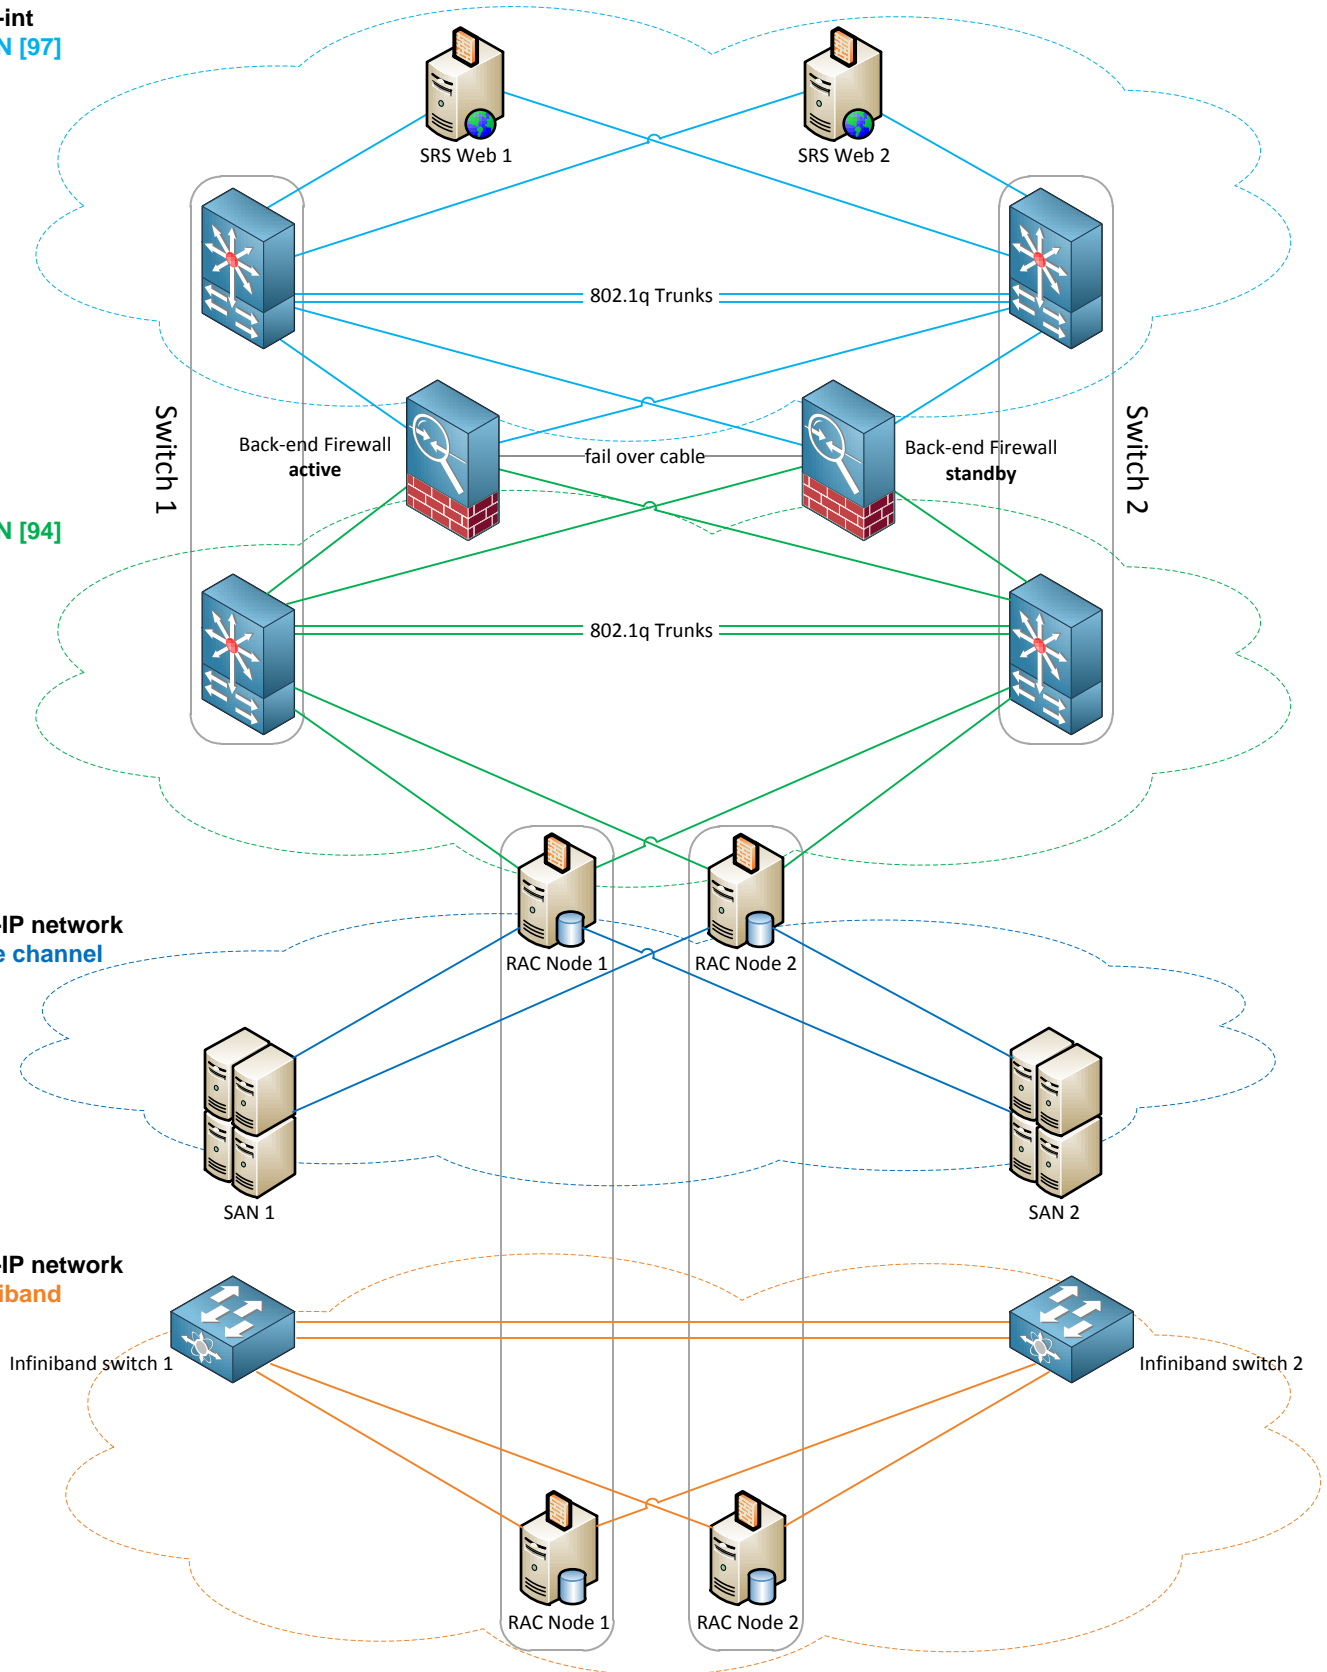 -int
N [97]
SRS Web 1
SRS Web 2
802.1q Trunks
Switch 1
Switch 2
Back-end Firewall
active
fail over cable
Back-end Firewall
standby
N [94]
802.1q Trunks
-IP network
e channel
RAC Node 1
RAC Node 2
SAN 1
SAN 2
-IP network
iband
Infiniband switch 1
Infiniband switch 2
RAC Node 1
RAC Node 2